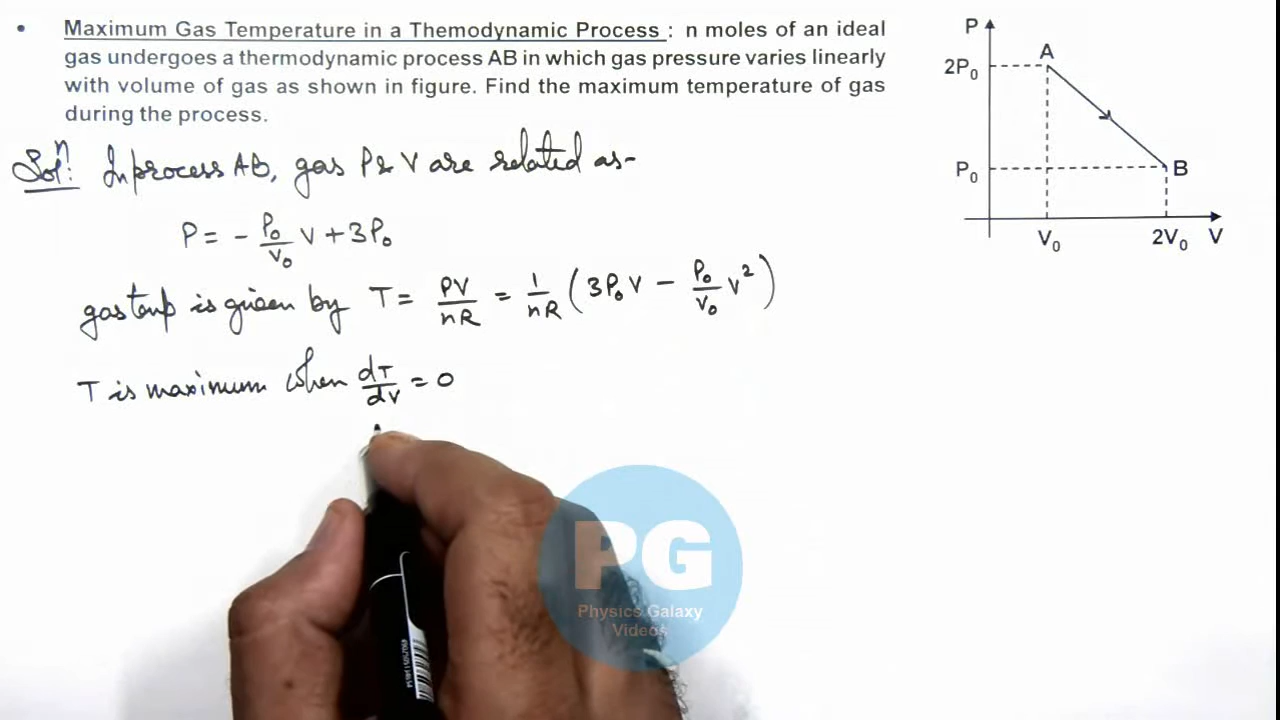 • Maximum Gas Temperature in a Themodynamic Process : n moles of an ideal
gas undergoes a thermodynamic process AB in which gas pressure varies linearly
with volume of gas as shown in figure. Find the maximum temperature of gas
during the process.
P
A
2P₀
P₀
B
V₀
2V₀
V
Solⁿ: In process AB, gas P & V are related as-
P = - P₀/V₀ V + 3P₀
gas temp is given by T = PV/nR = 1/nR (3P₀V - P₀/V₀ V²)
T is maximum when dT/dV = 0
PG
Physics Galaxy
Videos